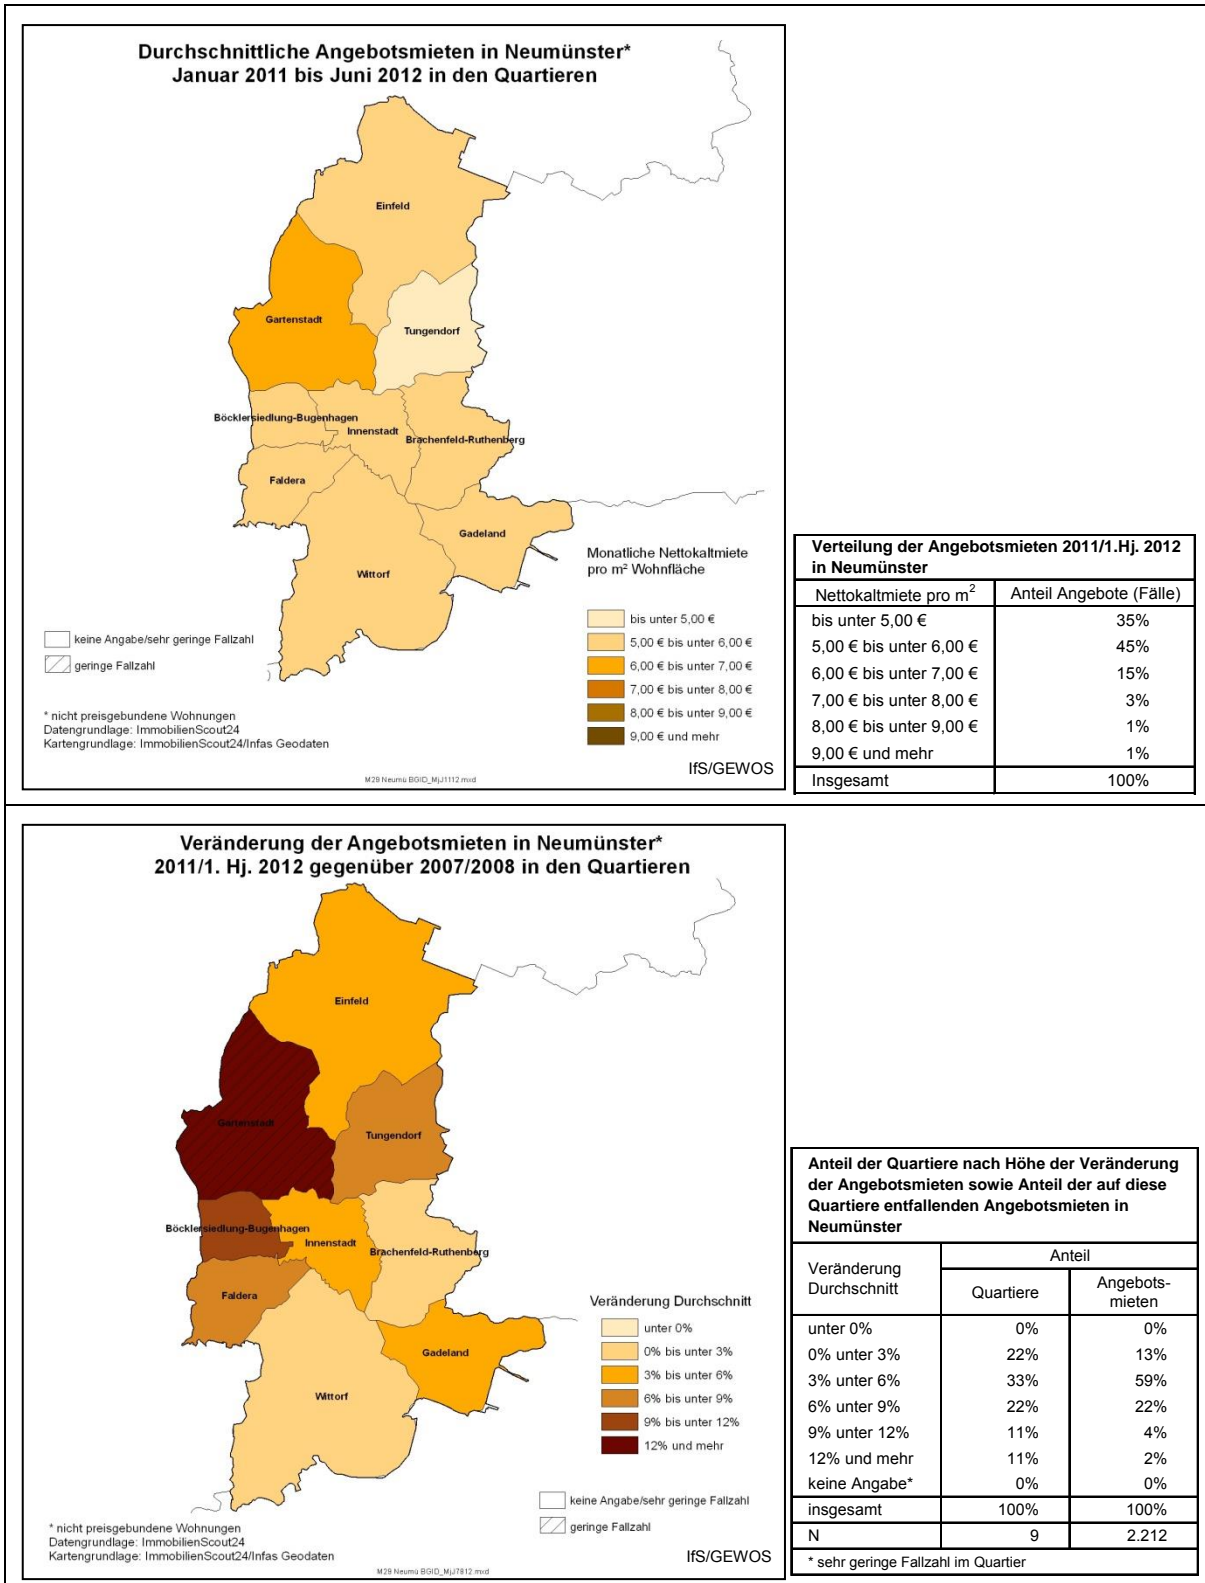 Durchschnittliche Angebotsmieten in Neumünster*
Januar 2011 bis Juni 2012 in den Quartieren
Einfeld
Gartenstadt
Tungendorf
Böcklersiedlung-Bugenhagen
Innenstadt
Brachenfeld-Ruthenberg
Faldera
Gadeland
Wittorf
Monatliche Nettokaltmiete
pro m² Wohnfläche
bis unter 5,00 €
5,00 € bis unter 6,00 €
6,00 € bis unter 7,00 €
7,00 € bis unter 8,00 €
8,00 € bis unter 9,00 €
9,00 € und mehr
keine Angabe/sehr geringe Fallzahl
geringe Fallzahl
* nicht preisgebundene Wohnungen
Datengrundlage: ImmobilienScout24
Kartengrundlage: ImmobilienScout24/Infas Geodaten
IfS/GEWOS
M29 Neumü BGID_MjJ1112.mxd
Verteilung der Angebotsmieten 2011/1.Hj. 2012
in Neumünster
Nettokaltmiete pro m² Anteil Angebote (Fälle)
bis unter 5,00 € 35%
5,00 € bis unter 6,00 € 45%
6,00 € bis unter 7,00 € 15%
7,00 € bis unter 8,00 € 3%
8,00 € bis unter 9,00 € 1%
9,00 € und mehr 1%
Insgesamt 100%
Veränderung der Angebotsmieten in Neumünster*
2011/1. Hj. 2012 gegenüber 2007/2008 in den Quartieren
Einfeld
Gartenstadt
Tungendorf
Böcklersiedlung-Bugenhagen
Innenstadt
Brachenfeld-Ruthenberg
Faldera
Gadeland
Wittorf
Veränderung Durchschnitt
unter 0%
0% bis unter 3%
3% bis unter 6%
6% bis unter 9%
9% bis unter 12%
12% und mehr
keine Angabe/sehr geringe Fallzahl
geringe Fallzahl
* nicht preisgebundene Wohnungen
Datengrundlage: ImmobilienScout24
Kartengrundlage: ImmobilienScout24/Infas Geodaten
IfS/GEWOS
M29 Neumü BGID_MjJ7812.mxd
Anteil der Quartiere nach Höhe der Veränderung
der Angebotsmieten sowie Anteil der auf diese
Quartiere entfallenden Angebotsmieten in
Neumünster
Veränderung
Durchschnitt
Anteil
Quartiere
Angebots-
mieten
unter 0% 0% 0%
0% unter 3% 22% 13%
3% unter 6% 33% 59%
6% unter 9% 22% 22%
9% unter 12% 11% 4%
12% und mehr 11% 2%
keine Angabe* 0% 0%
insgesamt 100% 100%
N 9 2.212
* sehr geringe Fallzahl im Quartier